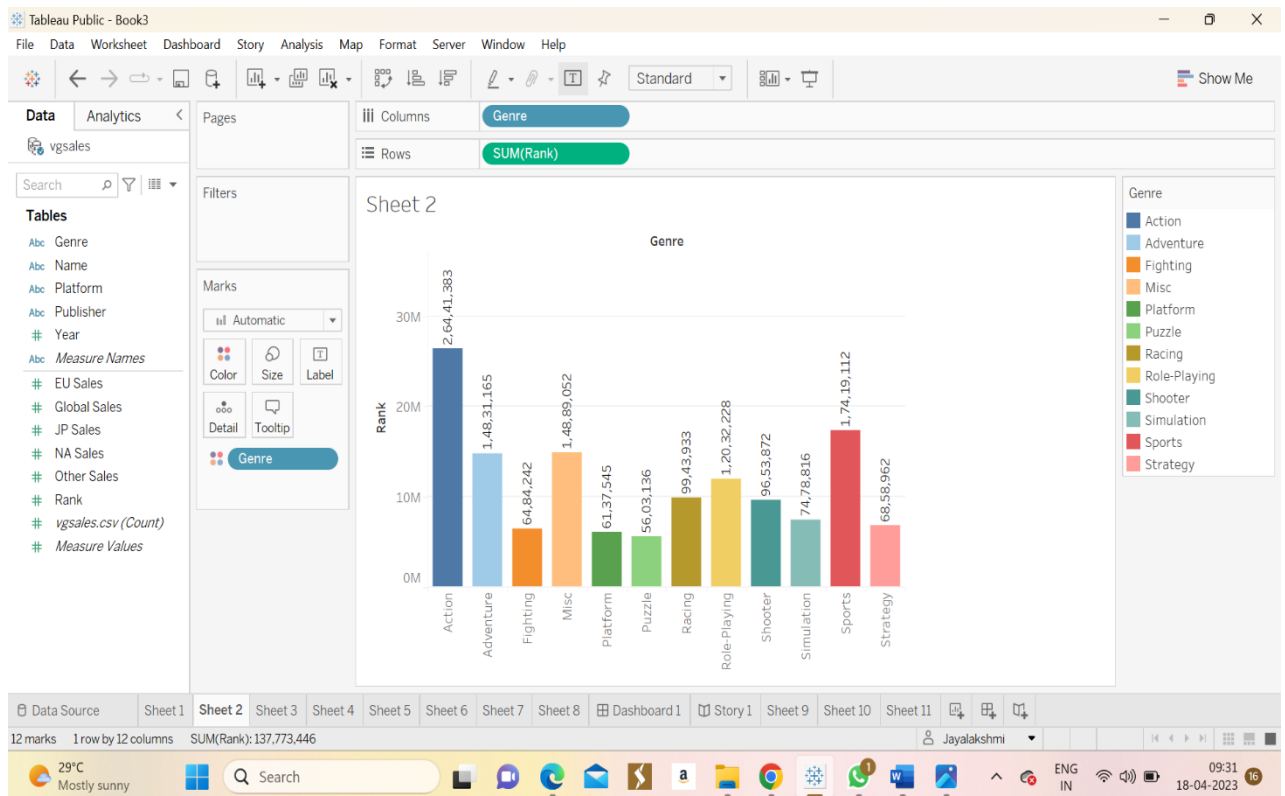 Tableau Public - Book3
File Data Worksheet Dashboard Story Analysis Map Format Server Window Help
Standard
Show Me
Data Analytics
vgsales
Search
Tables
Abc Genre
Abc Name
Abc Platform
Abc Publisher
# Year
Abc Measure Names
# EU Sales
# Global Sales
# JP Sales
# NA Sales
# Other Sales
# Rank
# vgsales.csv (Count)
# Measure Values
Pages
Filters
Marks
Automatic
Color Size Label
Detail Tooltip
Genre
Columns Genre
Rows SUM(Rank)
Sheet 2
Genre
Rank
30M
20M
10M
0M
2,64,41,383
1,48,31,165
64,84,242
1,48,89,052
61,37,545
56,03,136
99,43,933
1,20,32,228
96,53,872
74,78,816
1,74,19,112
68,58,962
Action
Adventure
Fighting
Misc
Platform
Puzzle
Racing
Role-Playing
Shooter
Simulation
Sports
Strategy
Genre
Action
Adventure
Fighting
Misc
Platform
Puzzle
Racing
Role-Playing
Shooter
Simulation
Sports
Strategy
Data Source Sheet 1 Sheet 2 Sheet 3 Sheet 4 Sheet 5 Sheet 6 Sheet 7 Sheet 8 Dashboard 1 Story 1 Sheet 9 Sheet 10 Sheet 11
12 marks 1 row by 12 columns SUM(Rank): 137,773,446
Jayalakshmi
29°C
Mostly sunny
Search
a
1
ENG
IN
09:31
18-04-2023
16